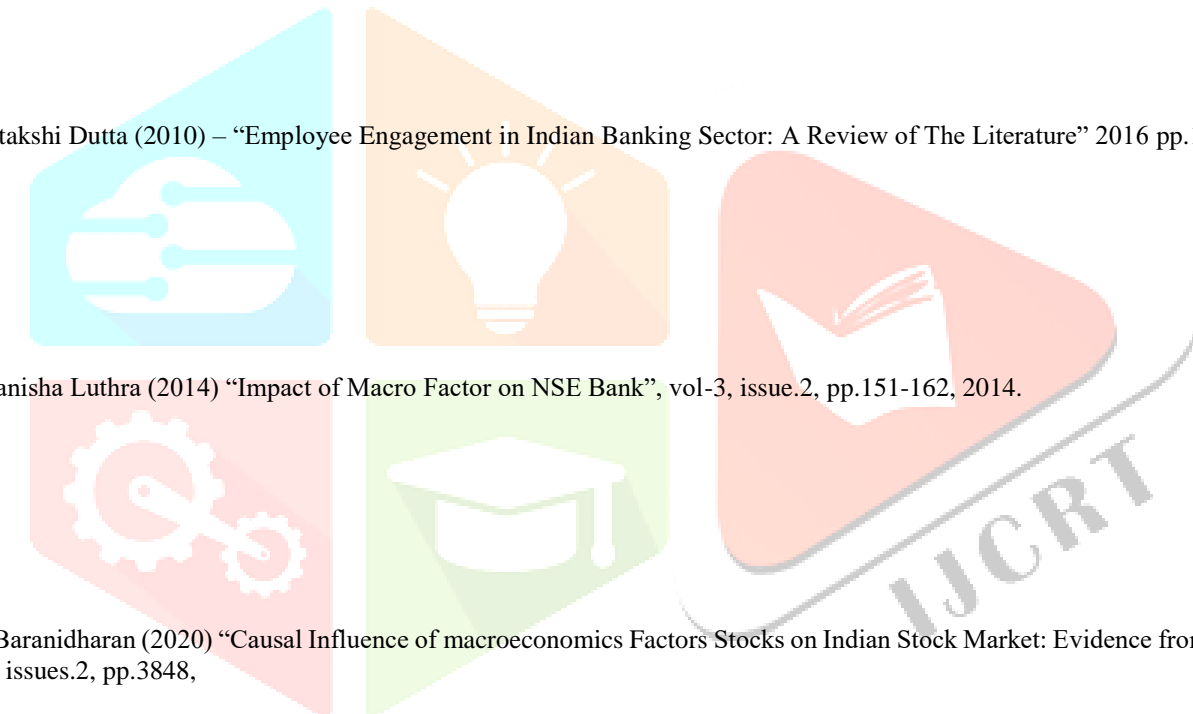 takshi Dutta (2010) – “Employee Engagement in Indian Banking Sector: A Review of The Literature” 2016 pp.
anisha Luthra (2014) “Impact of Macro Factor on NSE Bank”, vol-3, issue.2, pp.151-162, 2014.
IJCRT
Baranidharan (2020) “Causal Influence of macroeconomics Factors Stocks on Indian Stock Market: Evidence from
issues.2, pp.3848,